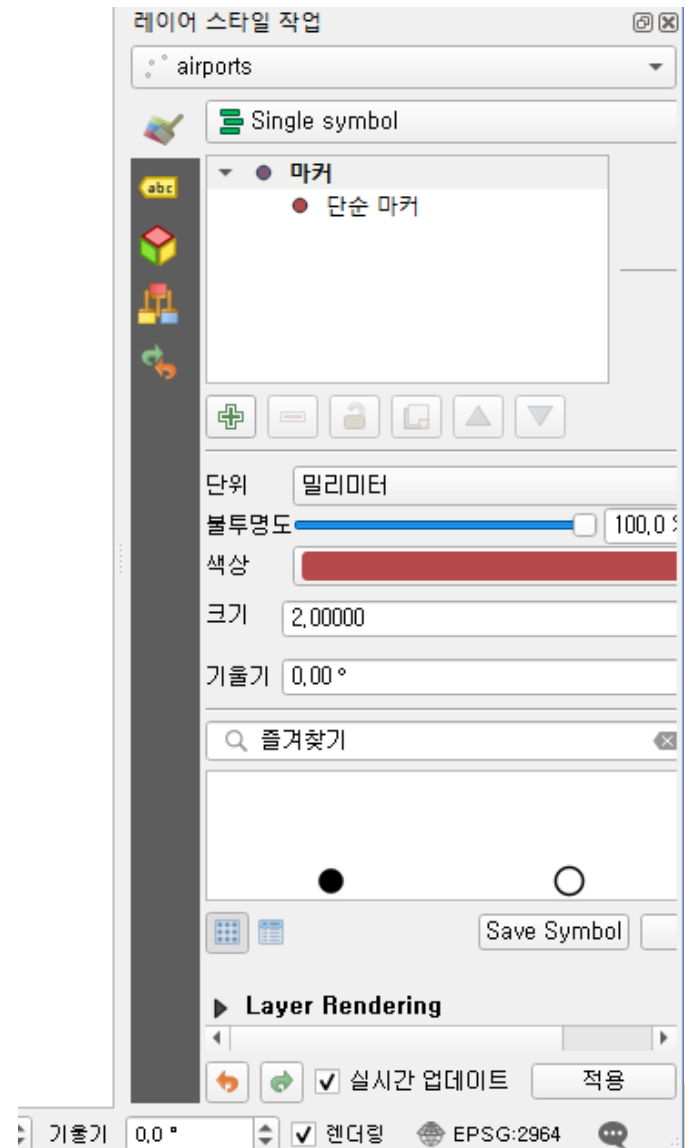 레이어 스타일 작업
airports
Single symbol
abc
마커
단순 마커
단위 밀리미터
불투명도 100,0 %
색상
크기 2,00000
기울기 0,00 °
즐겨찾기
Save Symbol
Layer Rendering
실시간 업데이트 적용
기울기 0,0 ° 렌더링 EPSG:2964